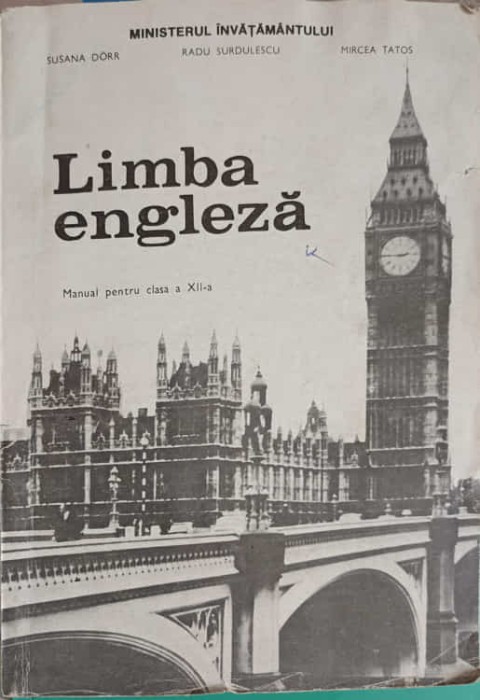 MINISTERUL ÎNVĂȚĂMÂNTULUI
SUSANA DÖRR RADU SURDULESCU MIRCEA TATOS
Limba
engleză
Manual pentru clasa a XII-a